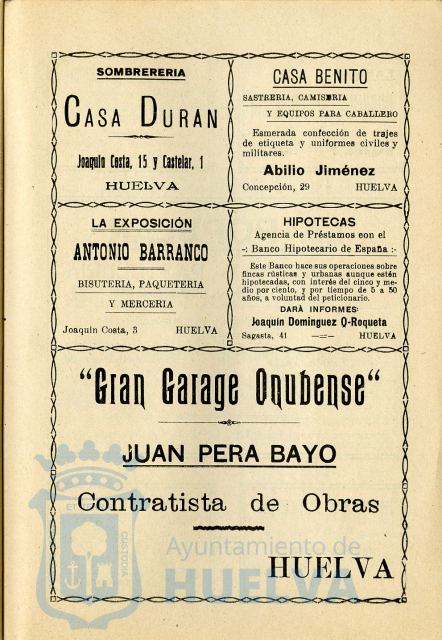 SOMBRERERIA
CASA DURAN
Joaquín Costa, 15 y Castelar, 1
HUELVA
CASA BENITO
SASTRERIA, CAMISERIA
Y EQUIPOS PARA CABALLERO
Esmerada confección de trajes
de etiqueta y uniformes civiles y
militares.
Abilio Jiménez
Concepción, 29 HUELVA
LA EXPOSICIÓN
ANTONIO BARRANCO
BISUTERIA, PAQUETERIA
Y MERCERIA
Joaquín Costa, 3 HUELVA
HIPOTECAS
Agencia de Préstamos con el
-: Banco Hipotecario de España :-
Este Banco hace sus operaciones sobre
fincas rústicas y urbanas aunque estén
hipotecadas, con interés del cinco y me-
dio por ciento, y por tiempo de 5 a 50
años, a voluntad del peticionario.
DARÁ INFORMES:
Joaquín Domínguez Q-Roqueta
Sagasta, 41 HUELVA
“Gran Garage Onubense“
JUAN PERA BAYO
Contratista de Obras
HUELVA
Ayuntamiento de
HUELVA
CUSTODIA